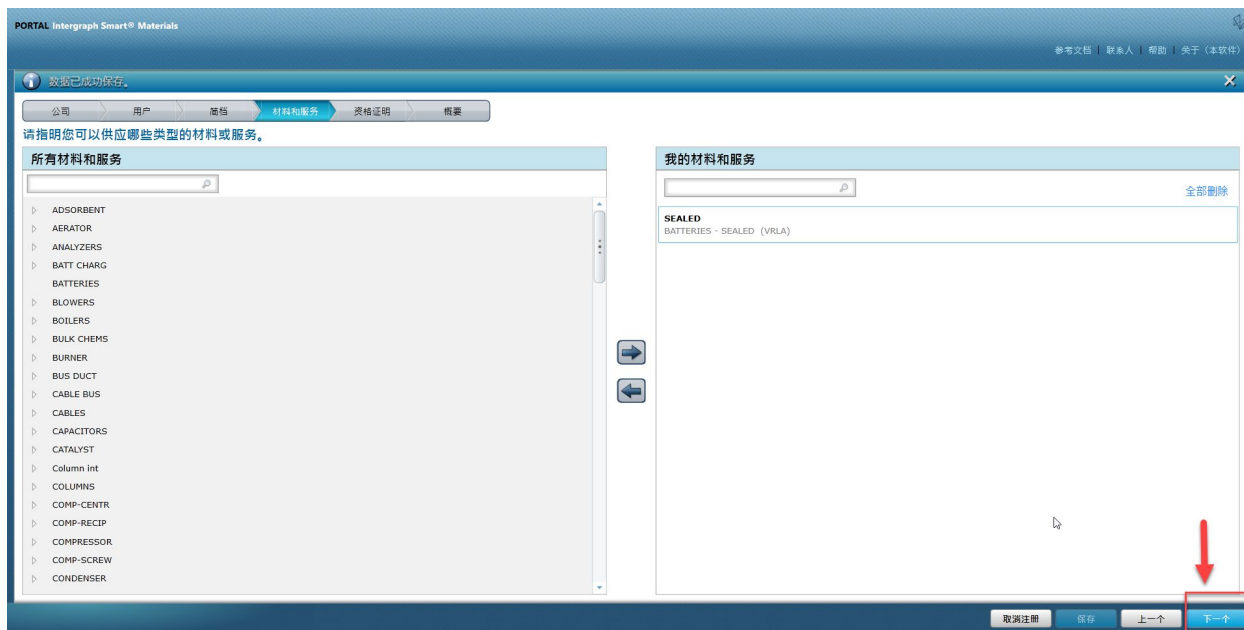 PORTAL Intergraph Smart® Materials
参考文档 | 联系人 | 帮助 | 关于（本软件）
数据已成功保存。
公司 用户 简档 材料和服务 资格证明 概要
请指明您可以供应哪些类型的材料或服务。
所有材料和服务
我的材料和服务
全部删除
ADSORBENT
AERATOR
ANALYZERS
BATT CHARG
BATTERIES
BLOWERS
BOILERS
BULK CHEMS
BURNER
BUS DUCT
CABLE BUS
CABLES
CAPACITORS
CATALYST
Column int
COLUMNS
COMP-CENTR
COMP-RECIP
COMPRESSOR
COMP-SCREW
CONDENSER
SEALED
BATTERIES - SEALED (VRLA)
取消注册 保存 上一个 下一个